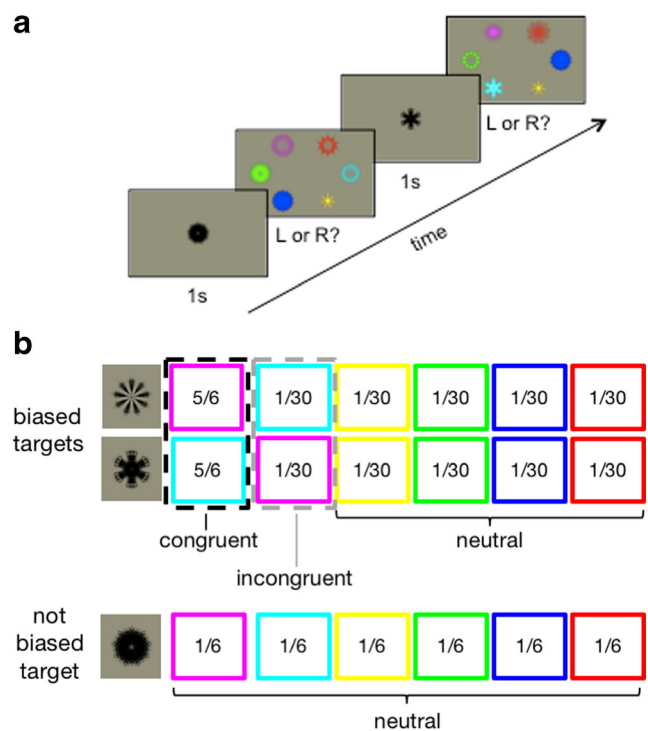 a
L or R?
1s
L or R?
time
1s
b
biased
targets
5/6 1/30 1/30 1/30 1/30 1/30
5/6 1/30 1/30 1/30 1/30 1/30
congruent
neutral
incongruent
not
biased
target
1/6 1/6 1/6 1/6 1/6 1/6
neutral